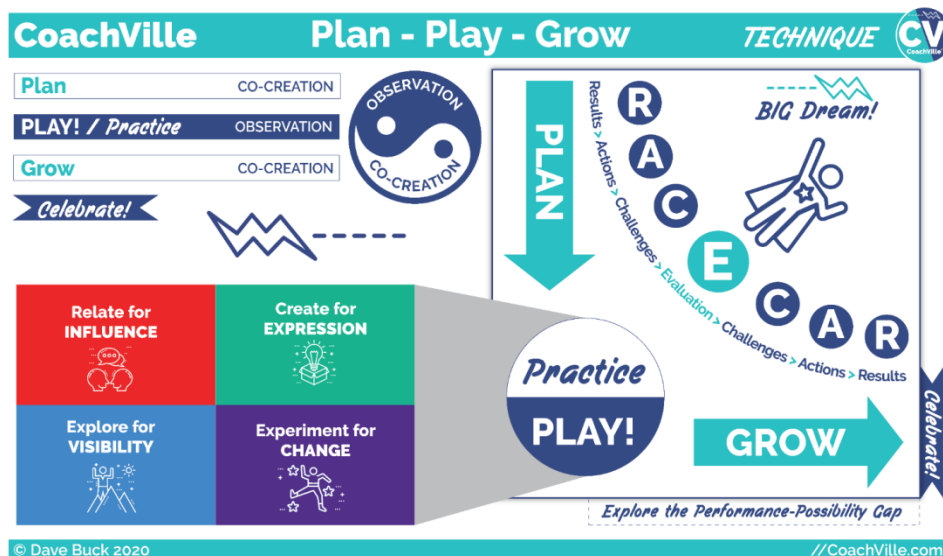 CoachVille
Plan - Play - Grow
TECHNIQUE
CV
CoachVille
Plan CO-CREATION
PLAY! / Practice OBSERVATION
Grow CO-CREATION
Celebrate!
OBSERVATION
CO-CREATION
PLAN
Results > Actions > Challenges > Evaluation > Challenges > Actions > Results
R
A
C
E
C
A
R
BIG Dream!
Relate for
INFLUENCE
Create for
EXPRESSION
Explore for
VISIBILITY
Experiment for
CHANGE
Practice
PLAY!
GROW
Celebrate!
Explore the Performance-Possibility Gap
© Dave Buck 2020
//CoachVille.com